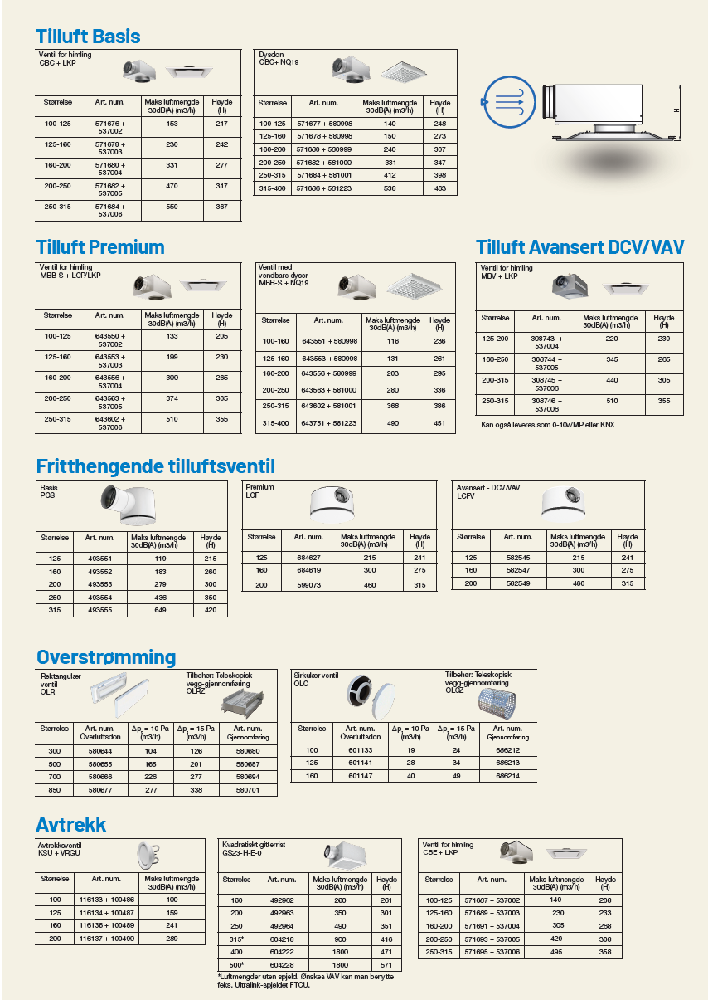 Tilluft Basis
Ventil for himling
CBC + LKP
Størrelse Art. num. Maks luftmengde Høyde
30dB(A) (m3/h) (H)
100-125 571676 + 153 217
537002
125-160 571678 + 230 242
537003
160-200 571680 + 331 277
537004
200-250 571682 + 470 317
537005
250-315 571684 + 550 367
537006
Dysdon
CBC+ NQ19
Størrelse Art. num. Maks luftmengde Høyde
30dB(A) (m3/h) (H)
100-125 571677 + 580998 140 248
125-160 571678 + 580998 150 273
160-200 571680 + 580999 240 307
200-250 571682 + 581000 331 347
250-315 571684 + 581001 412 398
315-400 571686 + 581223 538 463
H
Tilluft Premium
Ventil for himling
MBB-S + LCP/LKP
Størrelse Art. num. Maks luftmengde Høyde
30dB(A) (m3/h) (H)
100-125 643550 + 133 205
537002
125-160 643553 + 199 230
537003
160-200 643556 + 300 265
537004
200-250 643563 + 374 305
537005
250-315 643602 + 510 355
537006
Ventil med
vendbare dyser
MBB-S + NQ19
Størrelse Art. num. Maks luftmengde Høyde
30dB(A) (m3/h) (H)
100-160 643551 + 580998 116 236
125-160 643553 + 580998 131 261
160-200 643556 + 580999 203 295
200-250 643563 + 581000 280 336
250-315 643602 + 581001 368 386
315-400 643751 + 581223 490 451
Tilluft Avansert DCV/VAV
Ventil for himling
MBV + LKP
Størrelse Art. num. Maks luftmengde Høyde
30dB(A) (m3/h) (H)
125-200 308743 + 220 230
537004
160-250 308744 + 345 265
537005
200-315 308745 + 440 305
537006
250-315 308746 + 510 355
537006
Kan også leveres som 0-10v/MP eller KNX
Fritthengende tilluftsventil
Basis
PCS
Størrelse Art. num. Maks luftmengde Høyde
30dB(A) (m3/h) (H)
125 493551 119 215
160 493552 183 260
200 493553 279 300
250 493554 436 350
315 493555 649 420
Premium
LCF
Størrelse Art. num. Maks luftmengde Høyde
30dB(A) (m3/h) (H)
125 684627 215 241
160 684619 300 275
200 599073 460 315
Avansert - DCV/VAV
LCFV
Størrelse Art. num. Maks luftmengde Høyde
30dB(A) (m3/h) (H)
125 582545 215 241
160 582547 300 275
200 582549 460 315
Overstrømming
Rektangulær
ventil
OLR
Tilbehør: Teleskopisk
vegg-gjennomføring
OLRZ
Størrelse Art. num. Δpt = 10 Pa Δpt = 15 Pa Art. num.
Överluftsdon (m3/h) (m3/h) Gjennomføring
300 580644 104 126 580680
500 580655 165 201 580687
700 580666 226 277 580694
850 580677 277 338 580701
Sirkulær ventil
OLC
Tilbehør: Teleskopisk
vegg-gjennomføring
OLCZ
Størrelse Art. num. Δpt = 10 Pa Δpt = 15 Pa Art. num.
Överluftsdon (m3/h) (m3/h) Gjennomføring
100 601133 19 24 686212
125 601141 28 34 686213
160 601147 40 49 686214
Avtrekk
Avtrekksventil
KSU + VRGU
Størrelse Art. num. Maks luftmengde
30dB(A) (m3/h)
100 116133 + 100486 100
125 116134 + 100487 159
160 116136 + 100489 241
200 116137 + 100490 289
Kvadratiskt gitterrist
GS23-H-E-0
Størrelse Art. num. Maks luftmengde Høyde
30dB(A) (m3/h) (H)
160 492962 260 261
200 492963 350 301
250 492964 490 351
315* 604218 900 416
400 604222 1800 471
500* 604228 1800 571
*Luftmengder uten spjeld. Ønskes VAV kan man benytte
feks. Ultralink-spjeldet FTCU.
Ventil for himling
CBE + LKP
Størrelse Art. num. Maks luftmengde Høyde
30dB(A) (m3/h) (H)
100-125 571687 + 537002 140 208
125-160 571689 + 537003 230 233
160-200 571691 + 537004 305 268
200-250 571693 + 537005 420 308
250-315 571695 + 537006 495 358